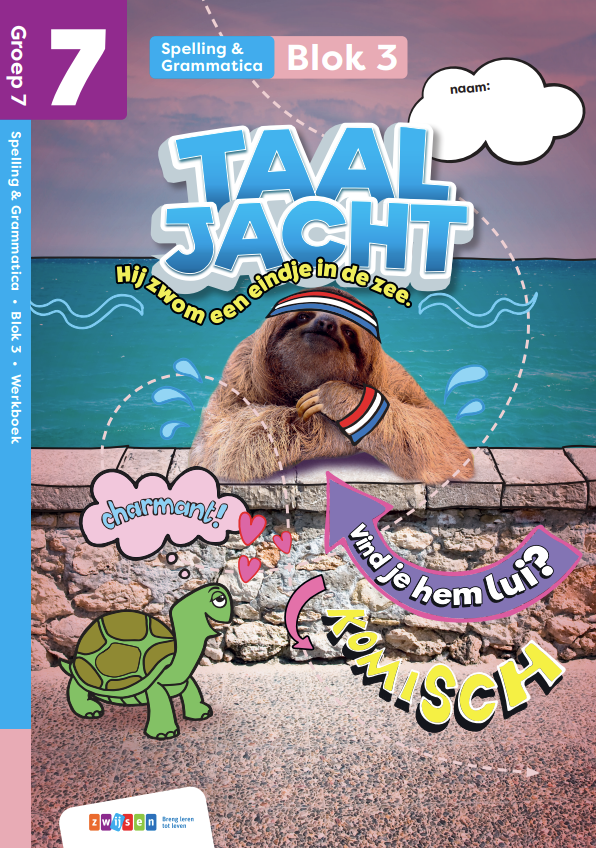 Groep 7
7
Spelling &
Grammatica
Blok 3
naam:
TAAL
JACHT
Hij zwom een eindje in de zee.
Spelling & Grammatica • Blok 3 • Werkboek
charmant!
Vind je hem lui?
KOMISCH
zwijsen
Breng leren
tot leven